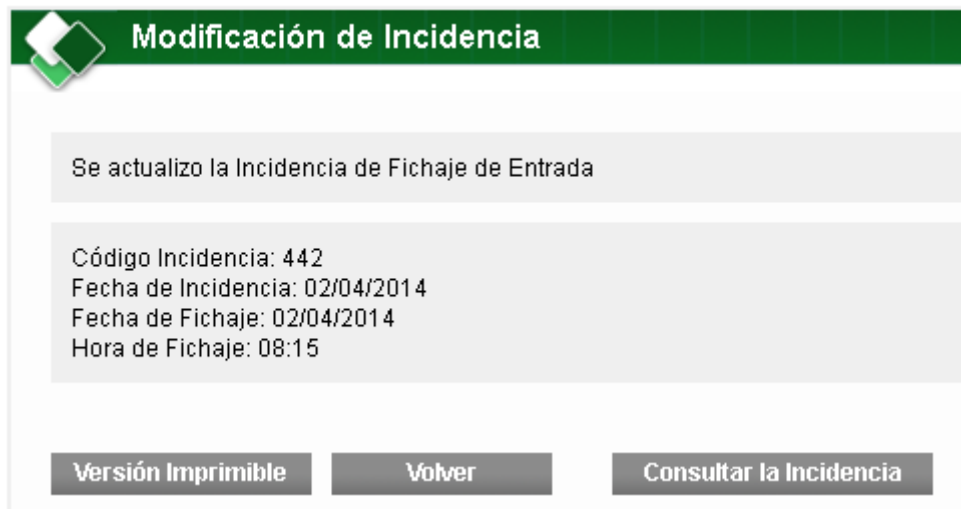 Modificación de Incidencia
Se actualizo la Incidencia de Fichaje de Entrada
Código Incidencia: 442
Fecha de Incidencia: 02/04/2014
Fecha de Fichaje: 02/04/2014
Hora de Fichaje: 08:15
Versión Imprimible Volver Consultar la Incidencia